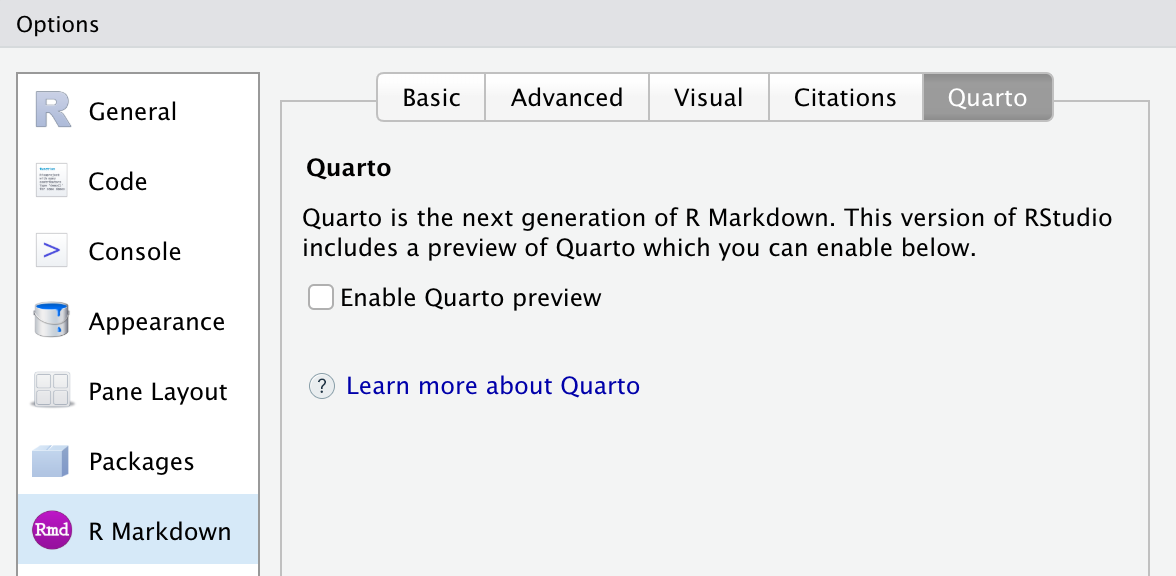 Options
General
Code
>
Console
Appearance
Pane Layout
Packages
Rmd
R Markdown
Basic
Advanced
Visual
Citations
Quarto
Quarto
Quarto is the next generation of R Markdown. This version of RStudio
includes a preview of Quarto which you can enable below.
Enable Quarto preview
? Learn more about Quarto